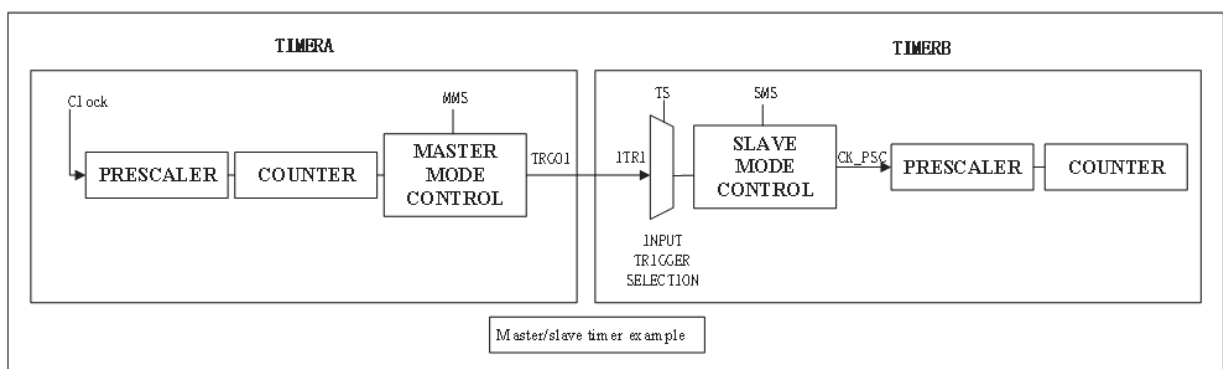 TIMERA
TIMERB
Clock
MMS
TS
SMS
PRESCALER
COUNTER
MASTER
MODE
CONTROL
TRGO1
ITR1
SLAVE
MODE
CONTROL
CK_PSC
PRESCALER
COUNTER
INPUT
TRIGGER
SELECTION
Master/slave timer example